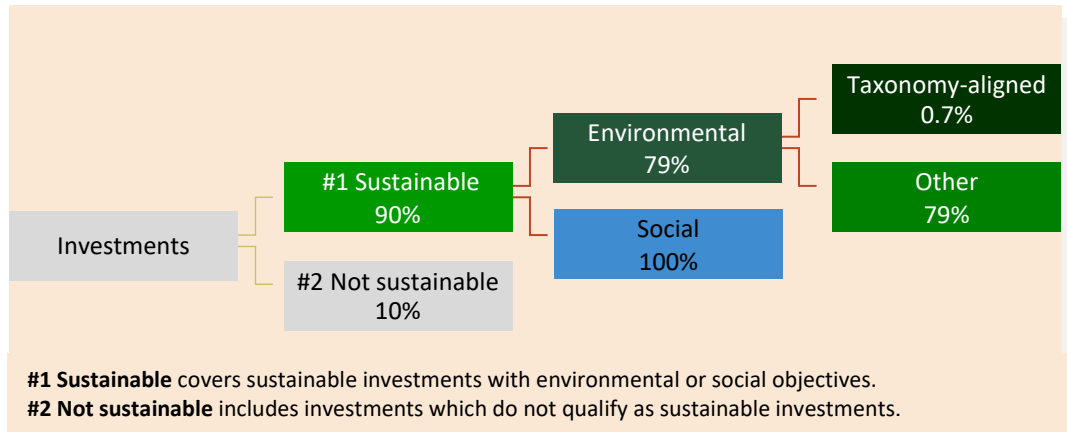 Investments
#1 Sustainable
90%
#2 Not sustainable
10%
Environmental
79%
Social
100%
Taxonomy-aligned
0.7%
Other
79%
#1 Sustainable covers sustainable investments with environmental or social objectives.
#2 Not sustainable includes investments which do not qualify as sustainable investments.